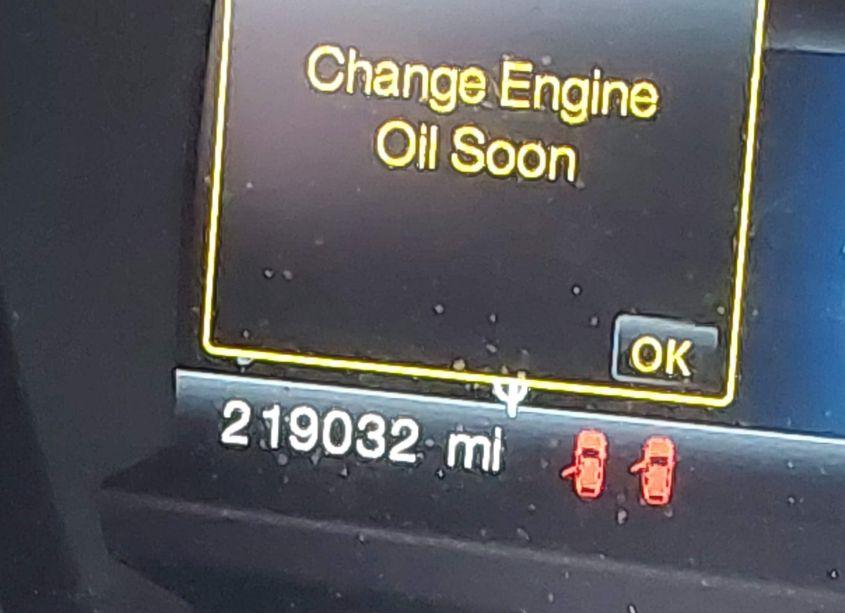 Change Engine
Oil Soon
OK
219032 mi